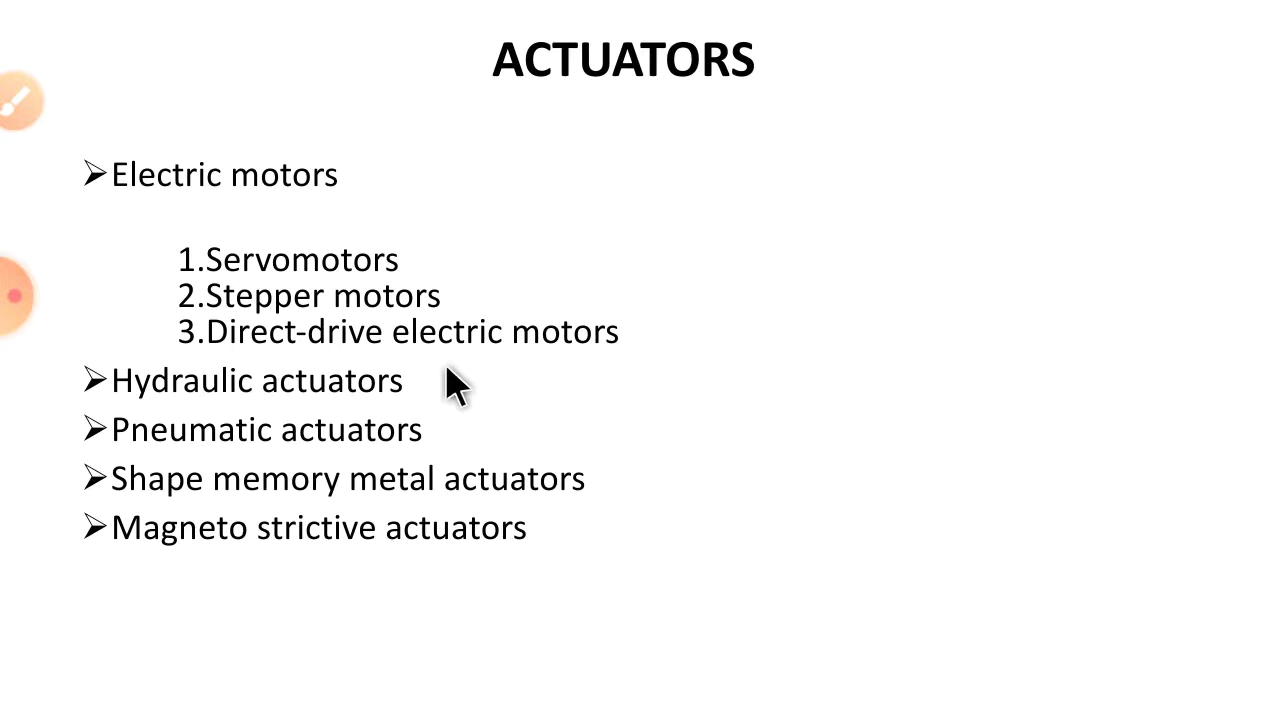 ACTUATORS
➢Electric motors
1.Servomotors
2.Stepper motors
3.Direct-drive electric motors
➢Hydraulic actuators
➢Pneumatic actuators
➢Shape memory metal actuators
➢Magneto strictive actuators